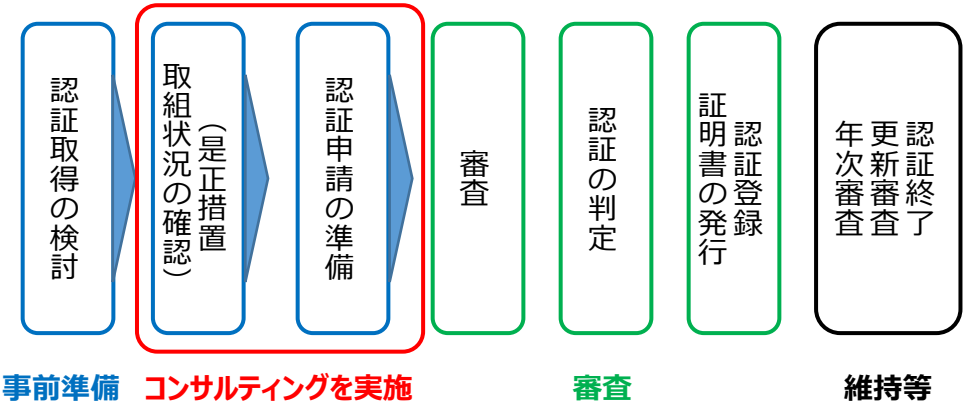 認証取得の検討
（是正措置
取組状況の確認）
認証申請の準備
審査
認証の判定
認証登録
証明書の発行
認証終了
更新審査
年次審査
事前準備
コンサルティングを実施
審査
維持等